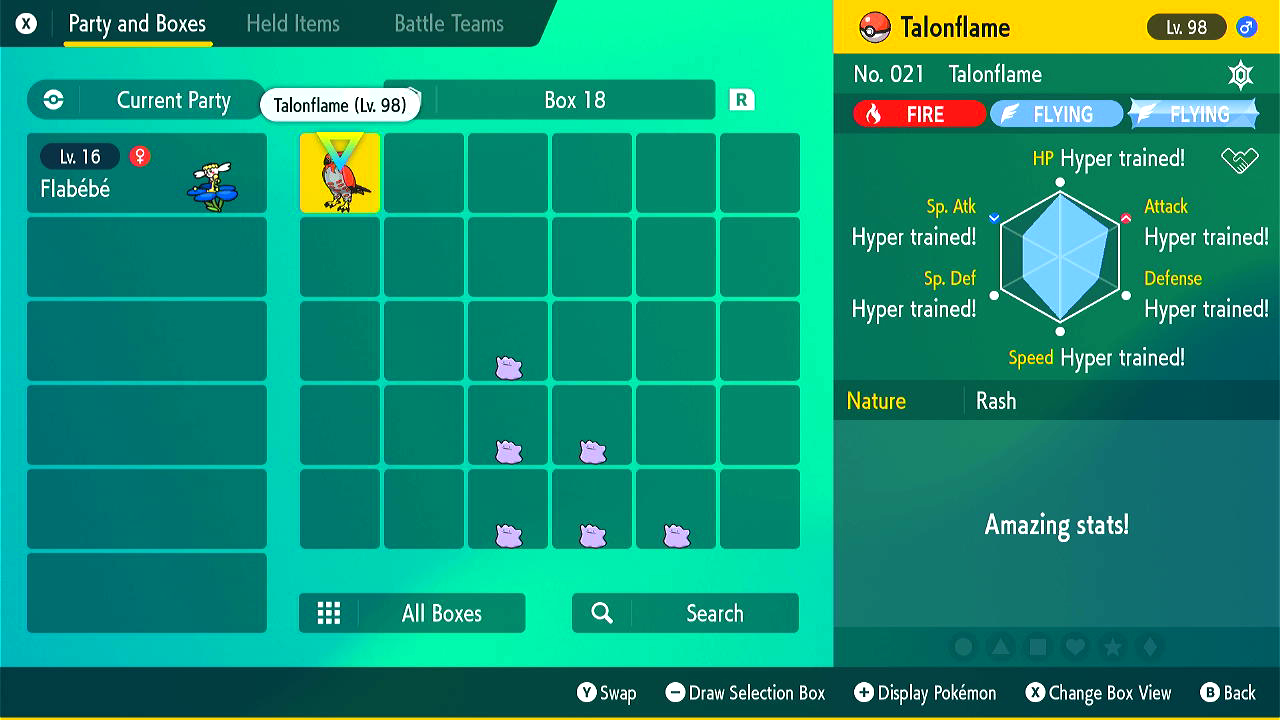 X Party and Boxes Held Items Battle Teams
Talonflame Lv. 98
No. 021 Talonflame
FIRE FLYING FLYING
Current Party
Talonflame (Lv. 98)
Box 18 R
Lv. 16
Flabébé
HP Hyper trained!
Sp. Atk
Hyper trained!
Attack
Hyper trained!
Sp. Def
Hyper trained!
Defense
Hyper trained!
Speed Hyper trained!
Nature Rash
Amazing stats!
All Boxes
Search
Y Swap
Draw Selection Box
Display Pokémon
X Change Box View
B Back